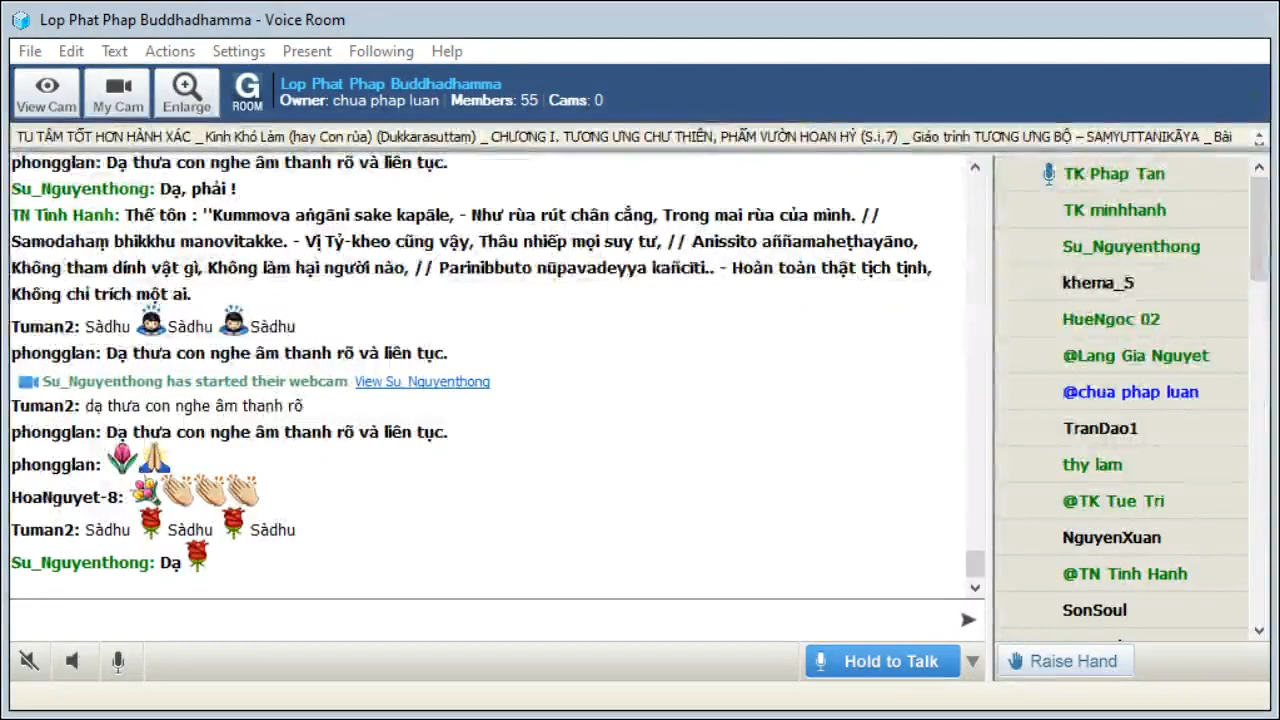 Lop Phat Phap Buddhadhamma - Voice Room
File Edit Text Actions Settings Present Following Help
View Cam My Cam Enlarge G ROOM
Lop Phat Phap Buddhadhamma
Owner: chua phap luan Members: 55 Cams: 0
TU TÂM TỐT HƠN HÀNH XÁC _Kinh Khó Làm (hay Con rùa) (Dukkarasuttaṃ) _ CHƯƠNG I. TƯƠNG ƯNG CHƯ THIÊN, PHẨM VƯỜN HOAN HỶ (S.i,7) _ Giáo trình TƯƠNG ƯNG BỘ – SAṂYUTTANIKĀYA _ Bài
phongglan: Dạ thưa con nghe âm thanh rõ và liên tục.
Su_Nguyenthong: Dạ, phải !
TN Tinh Hanh: Thế tôn : ''Kummova aṅgāni sake kapāle, - Như rùa rút chân cẳng, Trong mai rùa của mình. //
Samodahaṃ bhikkhu manovitakke. - Vị Tỷ-kheo cũng vậy, Thâu nhiếp mọi suy tư, // Anissito aññamaheṭhayāno,
Không tham dính vật gì, Không làm hại người nào, // Parinibbuto nūpavadeyya kañcīti.. - Hoàn toàn thật tịch tịnh,
Không chỉ trích một ai.
Tuman2: Sàdhu Sàdhu Sàdhu
phongglan: Dạ thưa con nghe âm thanh rõ và liên tục.
Su_Nguyenthong has started their webcam View Su_Nguyenthong
Tuman2: dạ thưa con nghe âm thanh rõ
phongglan: Dạ thưa con nghe âm thanh rõ và liên tục.
phongglan:
HoaNguyet-8:
Tuman2: Sàdhu Sàdhu Sàdhu
Su_Nguyenthong: Dạ
TK Phap Tan
TK minhhanh
Su_Nguyenthong
khema_5
HueNgoc 02
@Lang Gia Nguyet
@chua phap luan
TranDao1
thy lam
@TK Tue Tri
NguyenXuan
@TN Tinh Hanh
SonSoul
Hold to Talk
Raise Hand